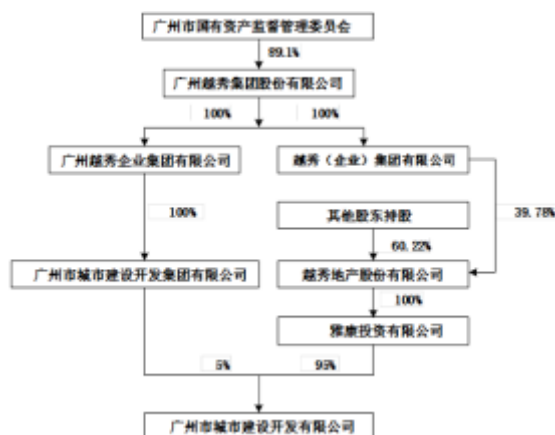 广州市国有资产监督管理委员会
89.1%
广州越秀集团股份有限公司
100% 100%
广州越秀企业集团有限公司 越秀（企业）集团有限公司
100% 其他股东持股 39.78%
60.22%
广州市城市建设开发集团有限公司 越秀地产股份有限公司
100%
雅康投资有限公司
5% 95%
广州市城市建设开发有限公司